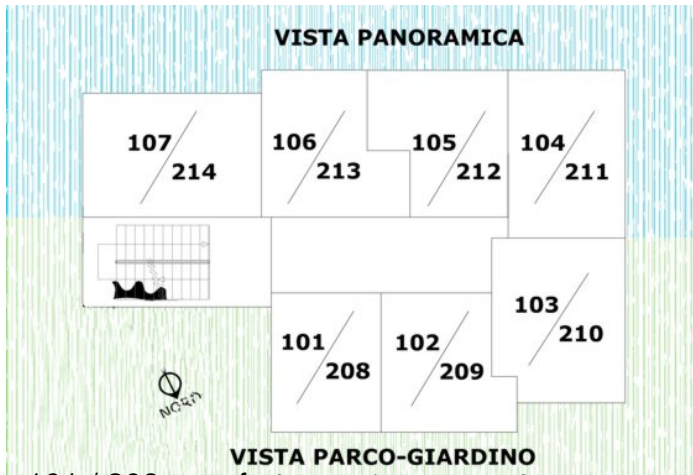 VISTA PANORAMICA
107 / 214
106 / 213
105 / 212
104 / 211
103 / 210
101 / 208
102 / 209
NORD
VISTA PARCO-GIARDINO